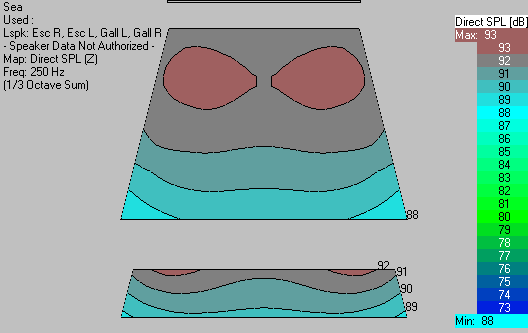 Sea
Used :
Lspk: Esc R, Esc L, Gall L, Gall R
- Speaker Data Not Authorized -
Map: Direct SPL (Z)
Freq: 250 Hz
(1/3 Octave Sum)
88
92
91
90
89
Direct SPL [dB]
Max: 93
93
92
91
90
89
88
87
86
85
84
83
82
81
80
79
78
77
76
75
74
73
Min: 88